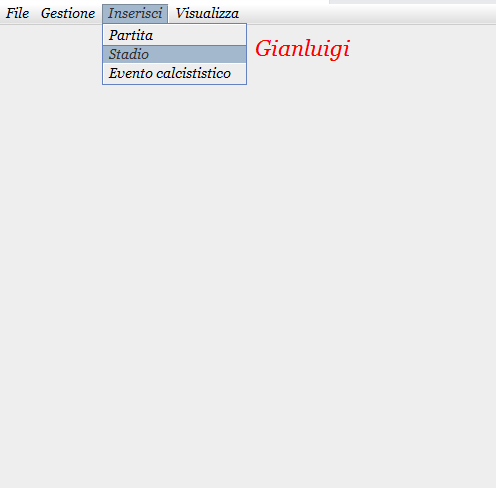 File Gestione Inserisci Visualizza
Partita
Stadio
Gianluigi
Evento calcististico